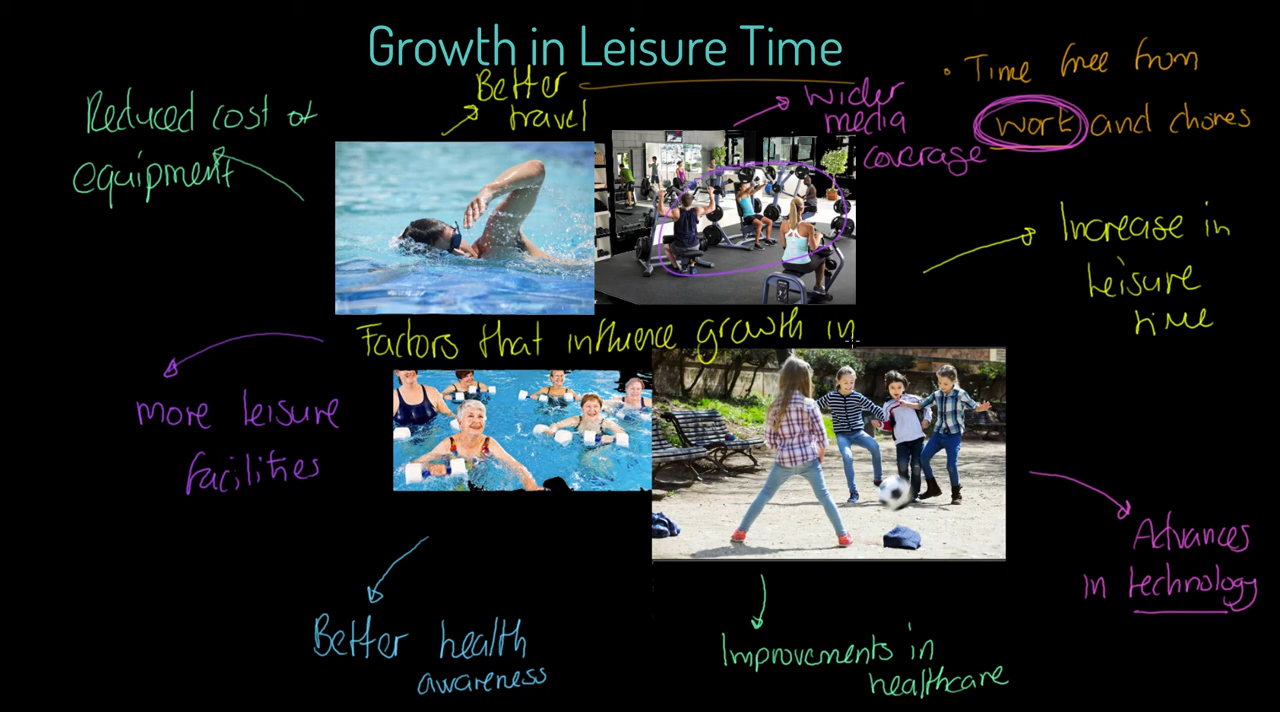 Growth in Leisure Time
Better
travel
Wider
media
coverage
• Time free from
work and chores
Reduced cost of
equipment
Increase in
leisure
time
Factors that influence growth in
more leisure
facilities
Advances
in technology
Better health
awareness
Improvements in
healthcare